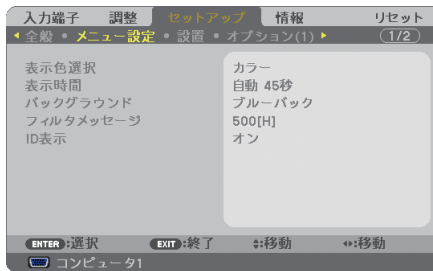 入力端子 調整 セットアップ 情報 リセット
全般 • メニュー設定 • 設置 • オプション(1) (1/2)
表示色選択 カラー
表示時間 自動 45秒
バックグラウンド ブルーバック
フィルタメッセージ 500[H]
ID表示 オン
ENTER:選択 EXIT:終了 :移動 :移動
コンピュータ1